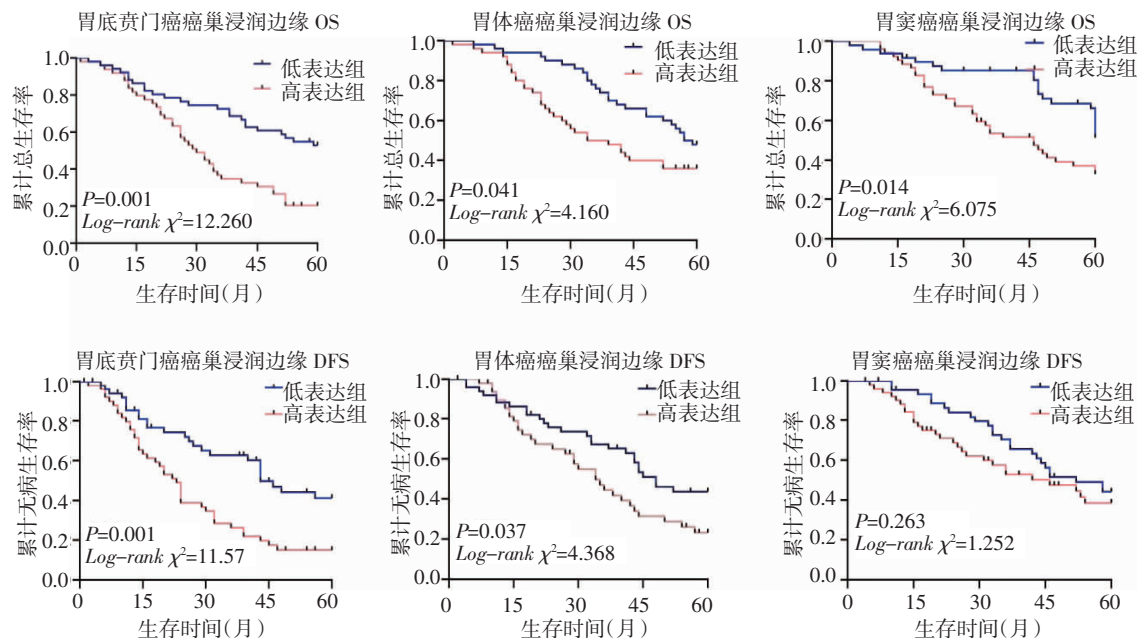 胃底贲门癌癌巢浸润边缘 OS
低表达组
高表达组
累计总生存率
1.0
0.8
0.6
0.4
0.2
0.0
P=0.001
Log-rank χ²=12.260
0 15 30 45 60
生存时间(月)
胃体癌癌巢浸润边缘 OS
低表达组
高表达组
累计总生存率
1.0
0.8
0.6
0.4
0.2
0.0
P=0.041
Log-rank χ²=4.160
0 15 30 45 60
生存时间(月)
胃窦癌癌巢浸润边缘 OS
低表达组
高表达组
累计总生存率
1.0
0.8
0.6
0.4
0.2
0.0
P=0.014
Log-rank χ²=6.075
0 15 30 45 60
生存时间(月)
胃底贲门癌癌巢浸润边缘 DFS
低表达组
高表达组
累计无病生存率
1.0
0.8
0.6
0.4
0.2
0.0
P=0.001
Log-rank χ²=11.57
0 15 30 45 60
生存时间(月)
胃体癌癌巢浸润边缘 DFS
低表达组
高表达组
累计无病生存率
1.0
0.8
0.6
0.4
0.2
0.0
P=0.037
Log-rank χ²=4.368
0 15 30 45 60
生存时间(月)
胃窦癌癌巢浸润边缘 DFS
低表达组
高表达组
累计无病生存率
1.0
0.8
0.6
0.4
0.2
0.0
P=0.263
Log-rank χ²=1.252
0 15 30 45 60
生存时间(月)